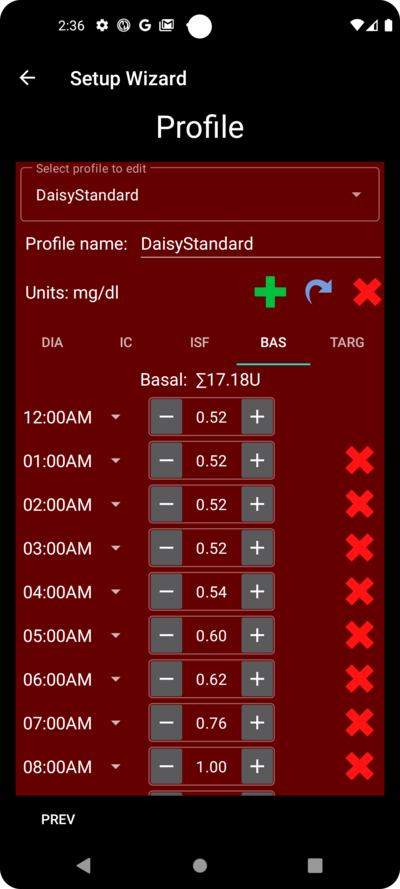 2:36 G M
Setup Wizard
Profile
Select profile to edit
DaisyStandard
Profile name: DaisyStandard
Units: mg/dl
DIA IC ISF BAS TARG
Basal: ∑17.18U
12:00AM − 0.52 +
01:00AM − 0.52 +
02:00AM − 0.52 +
03:00AM − 0.52 +
04:00AM − 0.54 +
05:00AM − 0.60 +
06:00AM − 0.62 +
07:00AM − 0.76 +
08:00AM − 1.00 +
PREV